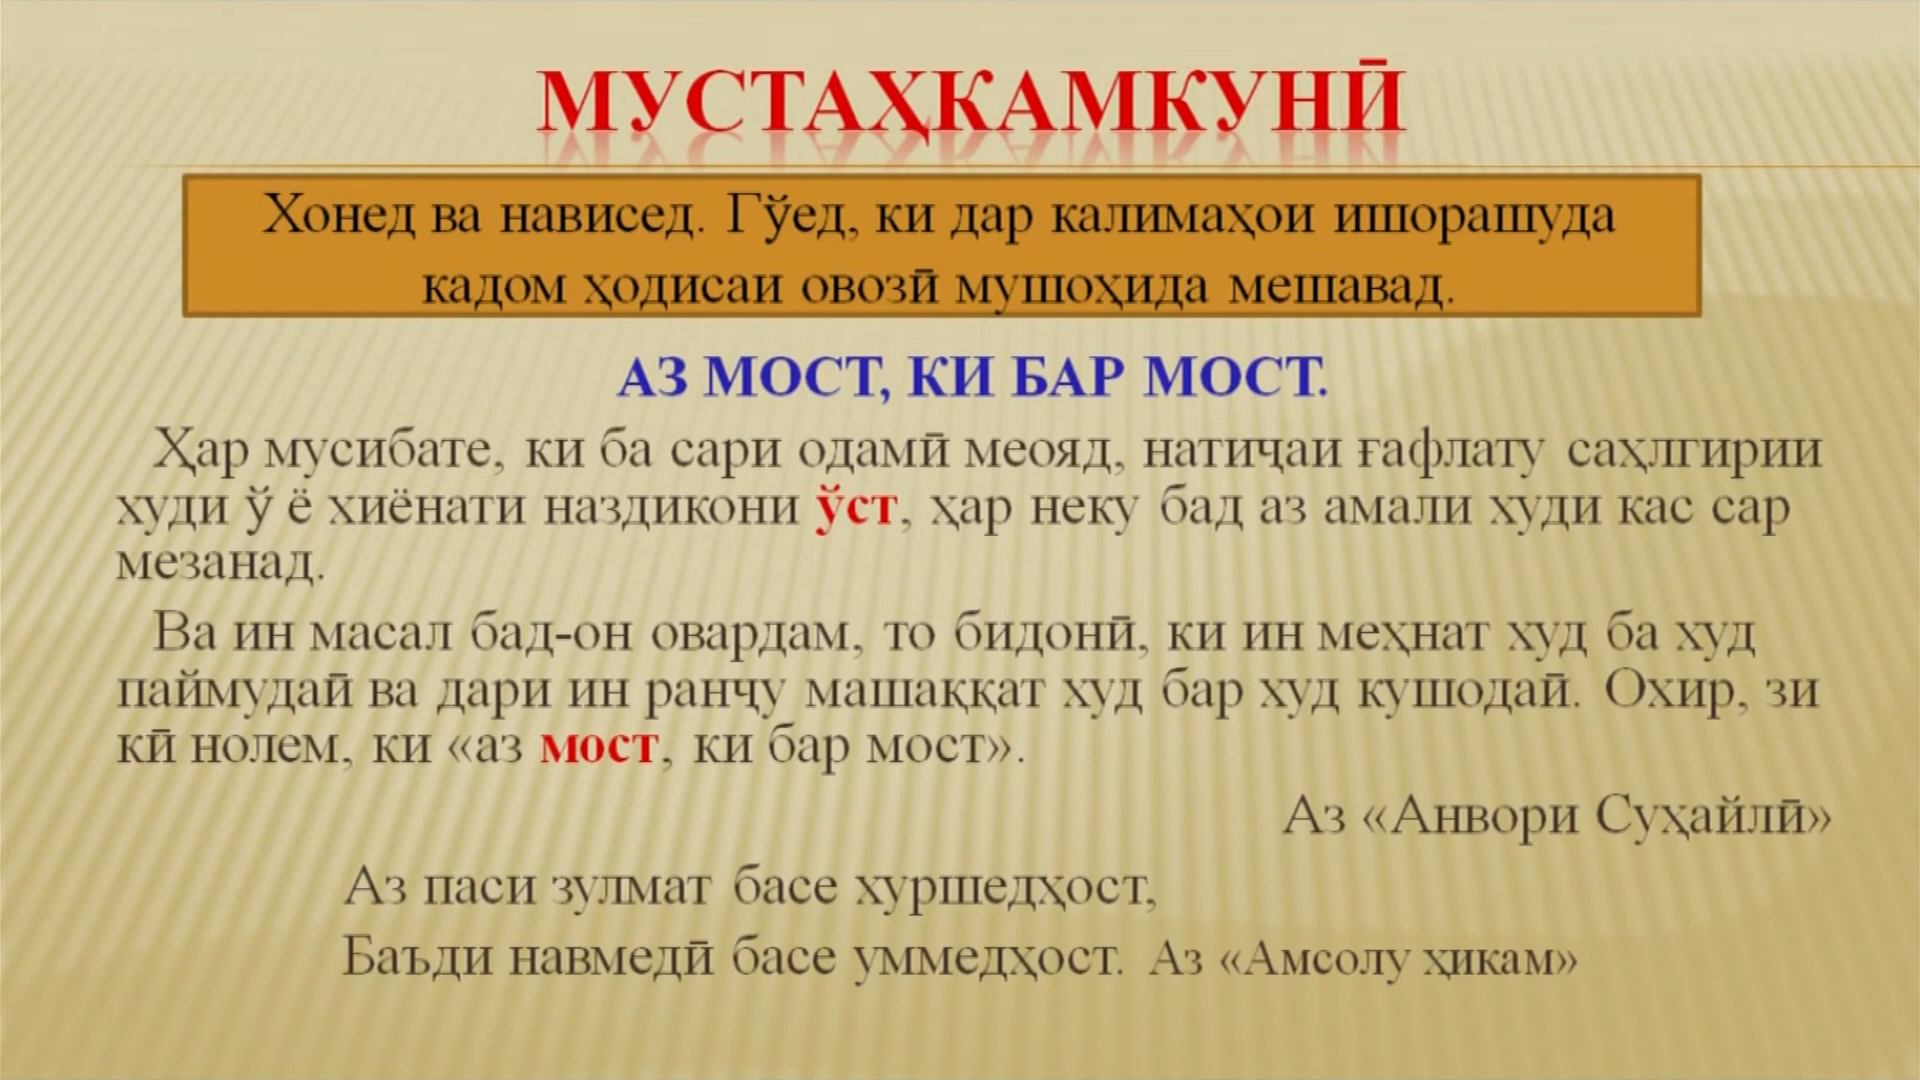 МУСТАҲКАМКУНӢ
Хонед ва нависед. Гӯед, ки дар калимаҳои ишорашуда
кадом ҳодисаи овозӣ мушоҳида мешавад.
АЗ МОСТ, КИ БАР МОСТ.
Ҳар мусибате, ки ба сари одамӣ меояд, натиҷаи ғафлату саҳлгирии
худи ӯ ё хиёнати наздикони ӯст, ҳар неку бад аз амали худи кас сар
мезанад.
Ва ин масал бад-он овардам, то бидонӣ, ки ин меҳнат худ ба худ
паймудаӣ ва дари ин ранҷу машаққат худ бар худ кушодаӣ. Охир, зи
кӣ нолем, ки «аз мост, ки бар мост».
Аз «Анвори Суҳайлӣ»
Аз паси зулмат басе хуршедҳост,
Баъди навмедӣ басе уммедҳост. Аз «Амсолу ҳикам»